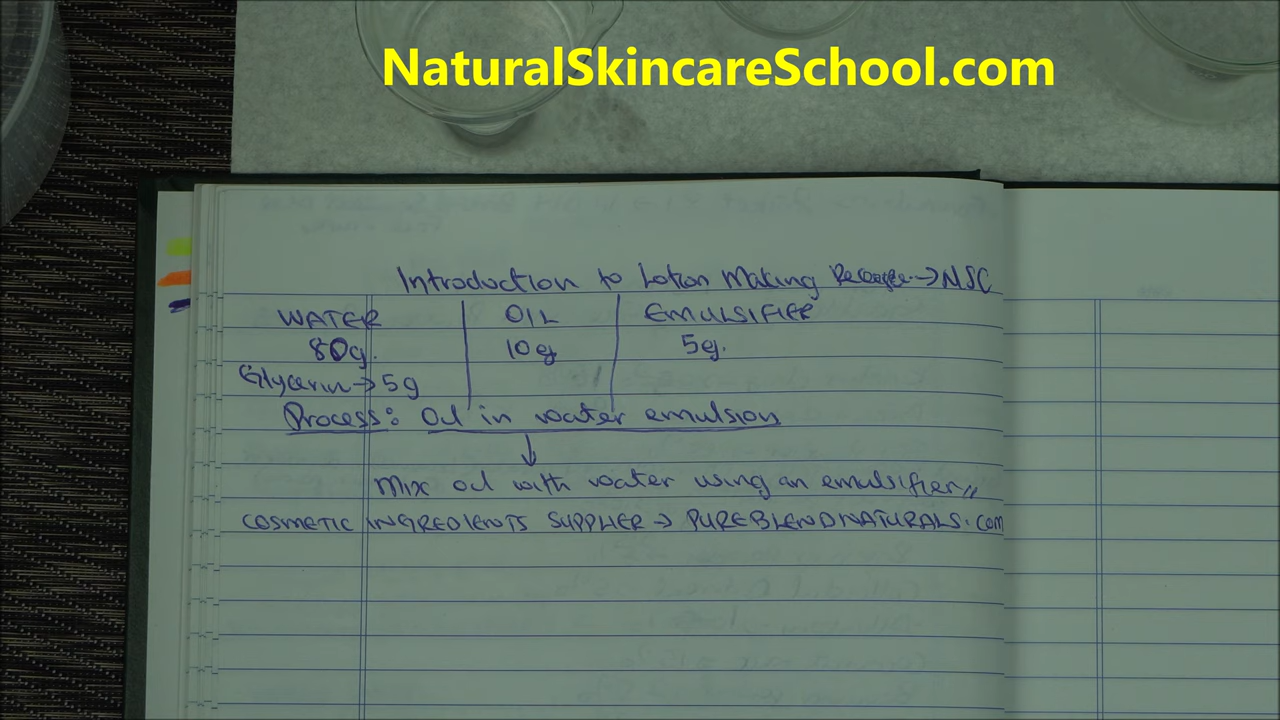 NaturalSkincareSchool.com
Introduction to Lotion Making → NSC
WATER OIL EMULSIFIER
80g. 10g 5g.
Glycerin → 5g
Process: Oil in water emulsion
↓
Mix oil with water using an emulsifier,,
COSMETIC INGREDIENTS SUPPLIER → PUREBLENDNATURALS.COM